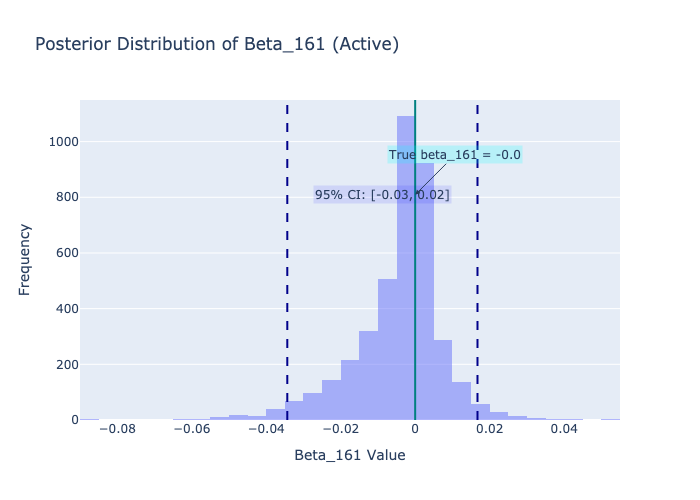 Posterior Distribution of Beta_161 (Active)
True beta_161 = -0.0
95% CI: [-0.03, 0.02]
Frequency
1000
800
600
400
200
0
−0.08 −0.06 −0.04 −0.02 0 0.02 0.04
Beta_161 Value